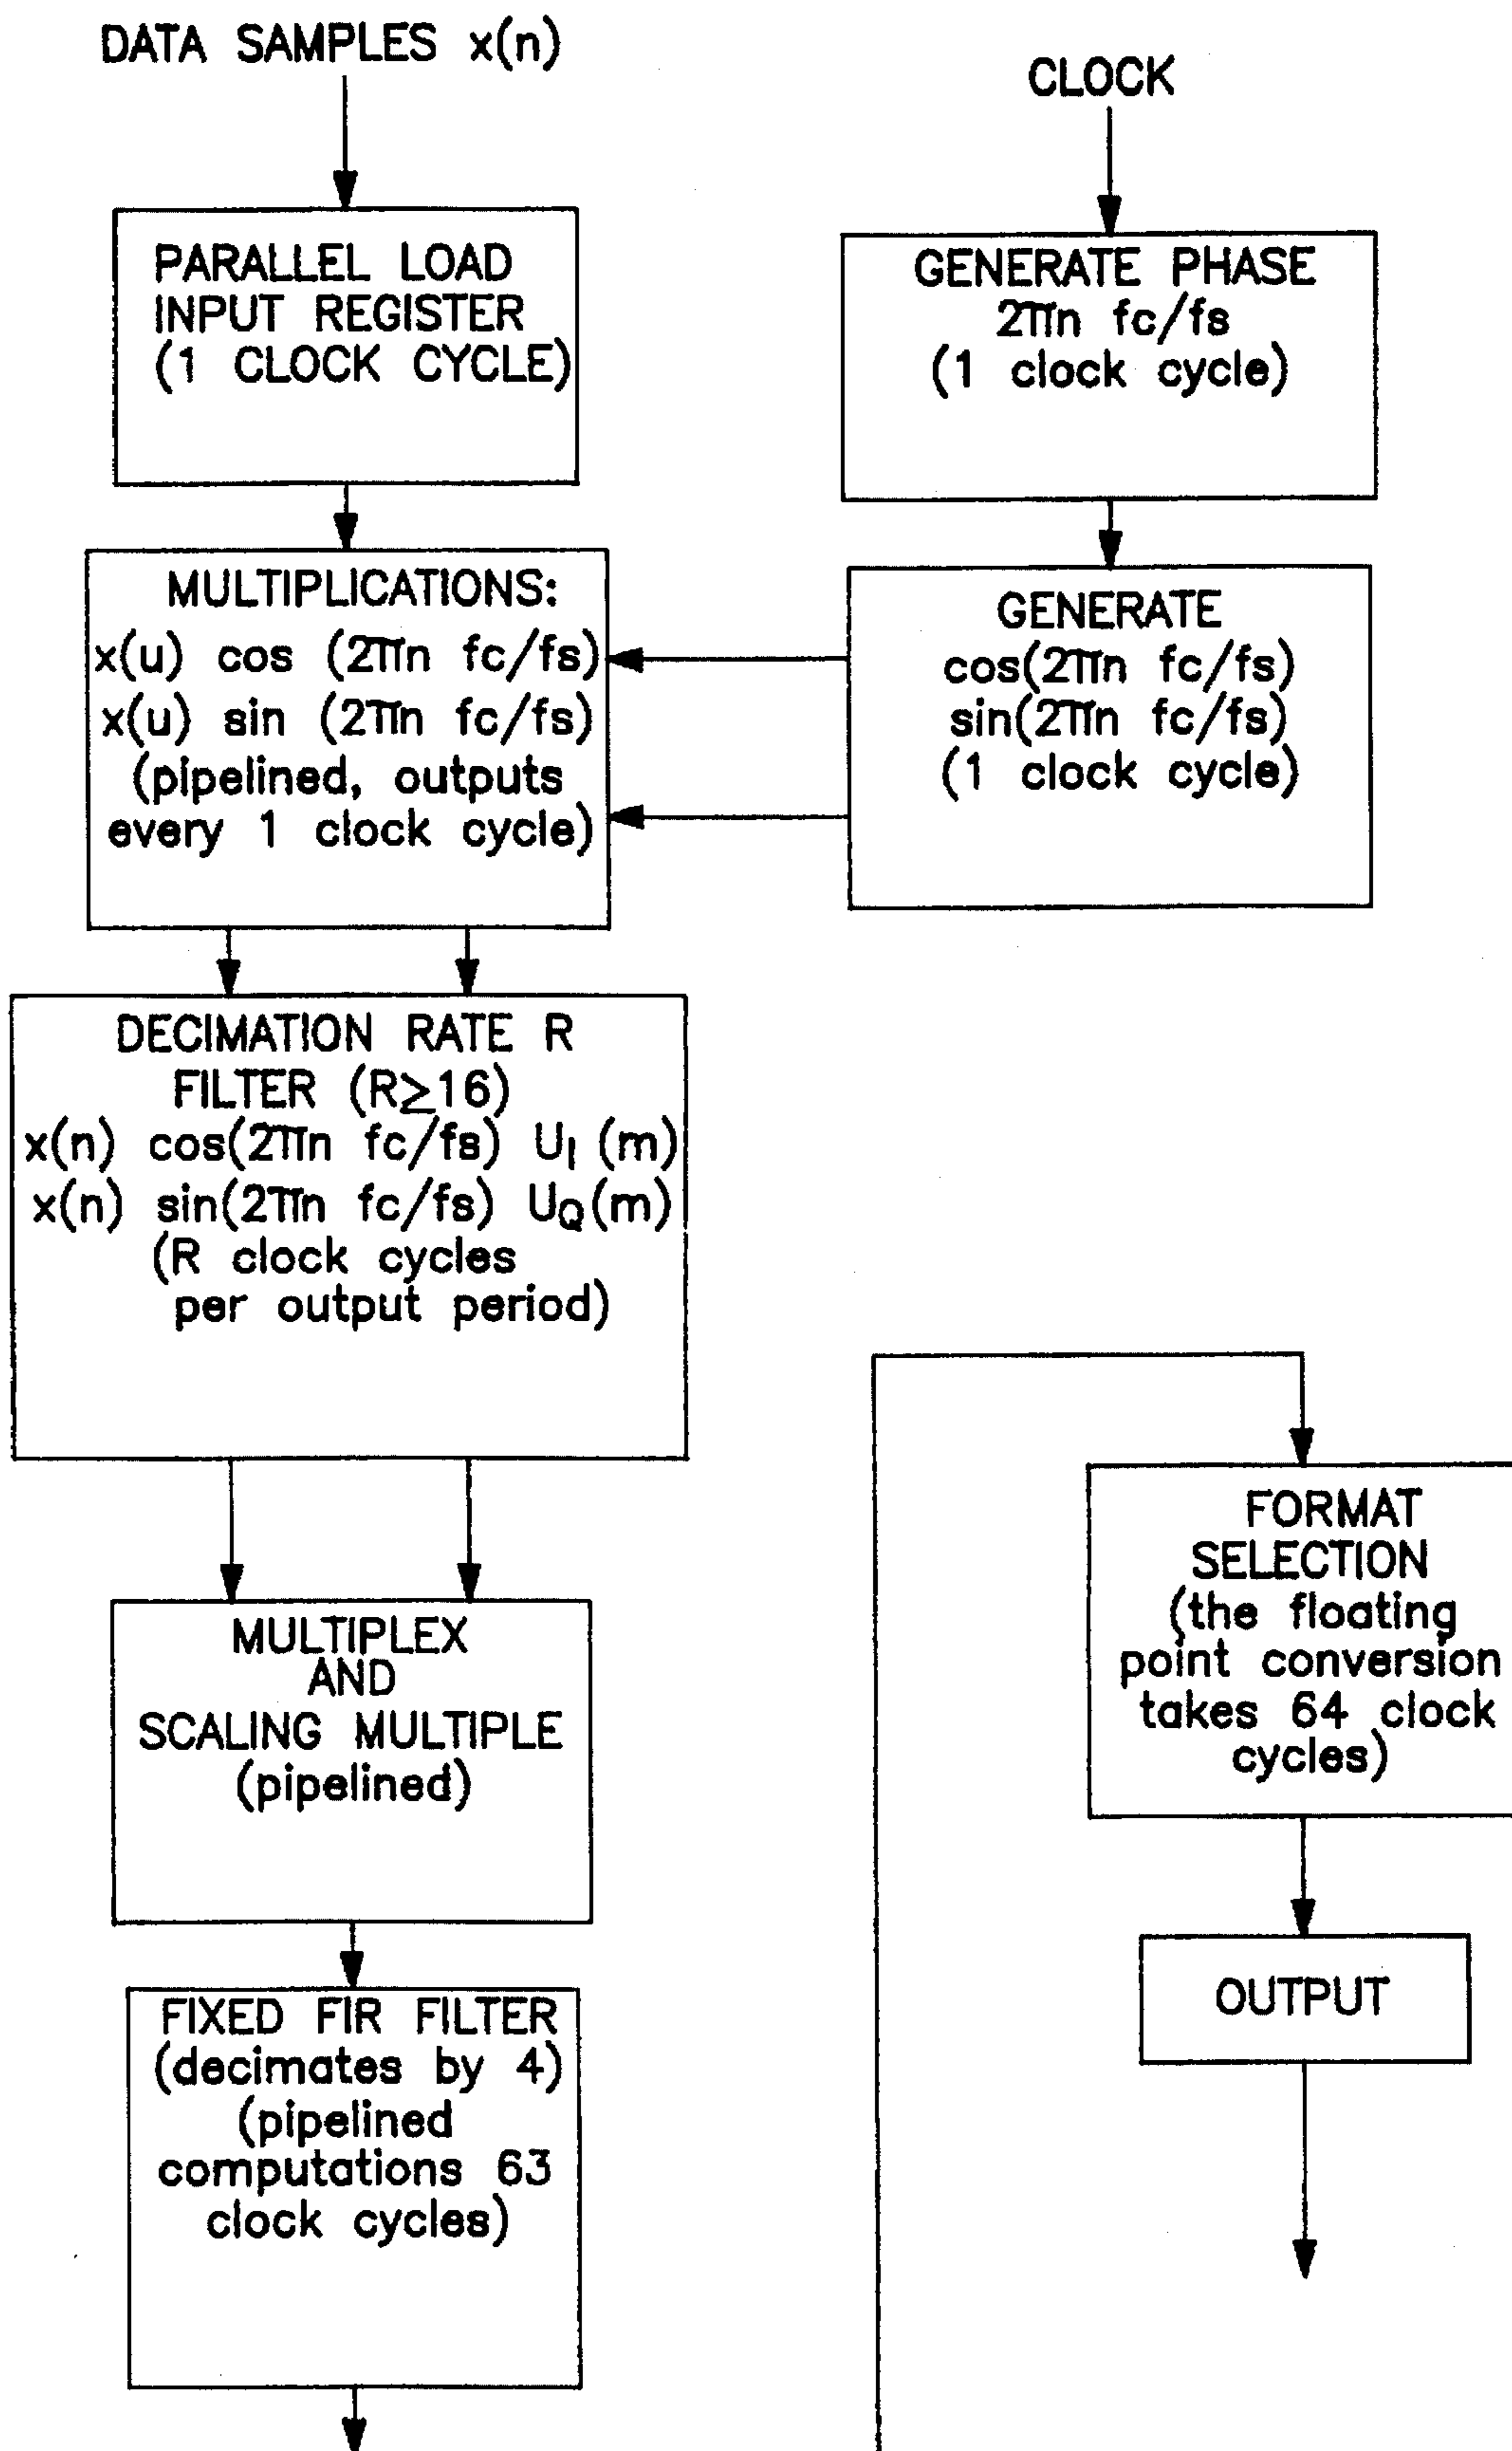 DATA SAMPLES x(n)
PARALLEL LOAD
INPUT REGISTER
(1 CLOCK CYCLE)
MULTIPLICATIONS:
x(u) cos (2πn fc/fs)
x(u) sin (2πn fc/fs)
(pipelined, outputs
every 1 clock cycle)
CLOCK
GENERATE PHASE
2πn fc/fs
(1 clock cycle)
GENERATE
cos(2πn fc/fs)
sin(2πn fc/fs)
(1 clock cycle)
DECIMATION RATE R
FILTER (R≥16)
x(n) cos(2πn fc/fs) U_I (m)
x(n) sin(2πn fc/fs) U_Q(m)
(R clock cycles
per output period)
MULTIPLEX
AND
SCALING MULTIPLE
(pipelined)
FIXED FIR FILTER
(decimates by 4)
(pipelined
computations 63
clock cycles)
FORMAT
SELECTION
(the floating
point conversion
takes 64 clock
cycles)
OUTPUT